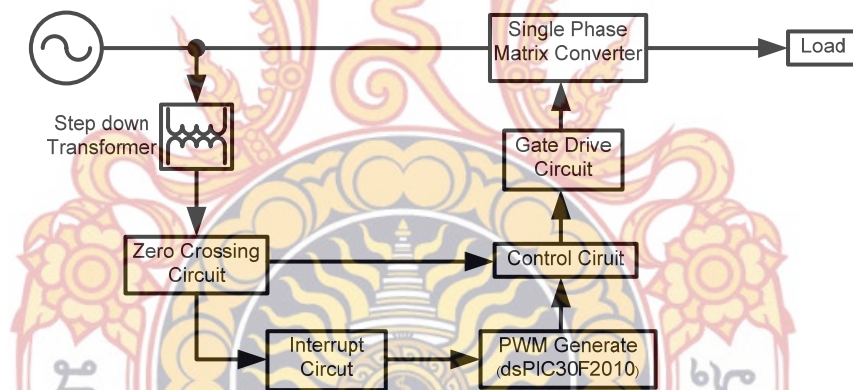 Single Phase
Matrix Converter
Load
Step down
Transformer
Gate Drive
Circuit
Zero Crossing
Circuit
Control Ciruit
Interrupt
Circut
PWM Generate
(dsPIC30F2010)